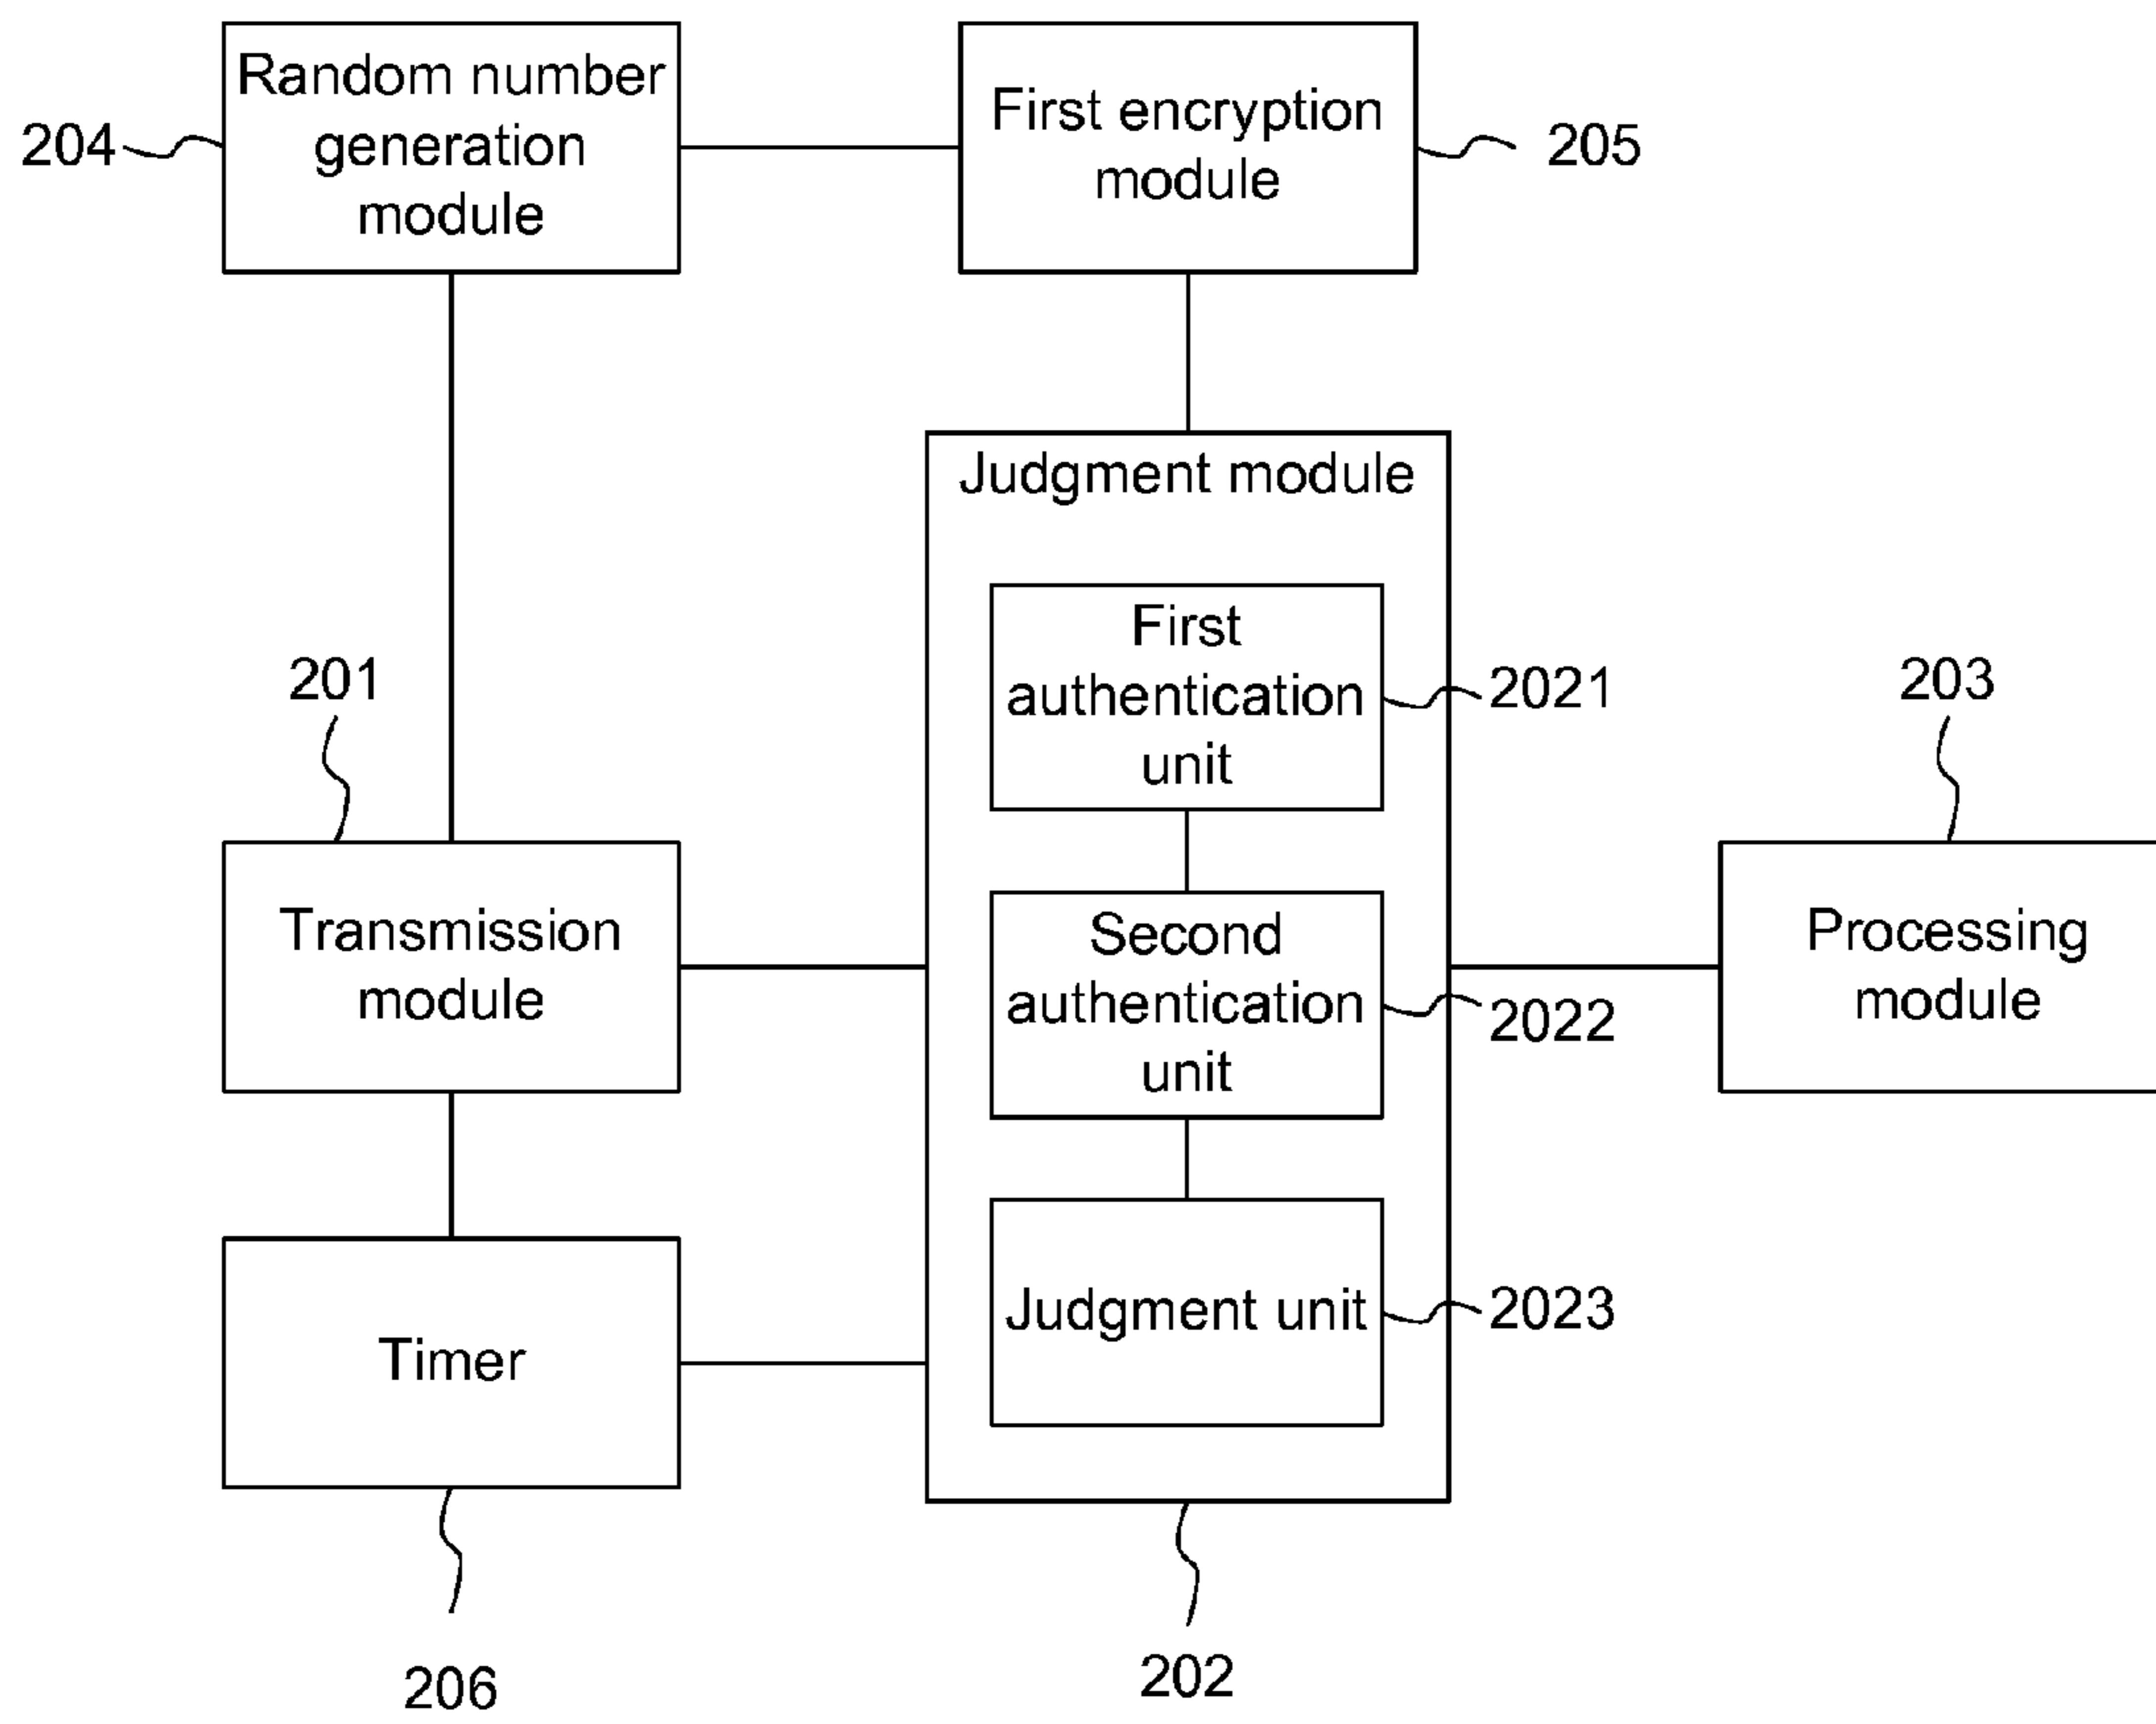 Random number
generation
module
204
First encryption
module
205
Judgment module
First
authentication
unit
2021
201
203
Transmission
module
Second
authentication
unit
2022
Processing
module
Timer
Judgment unit
2023
206
202